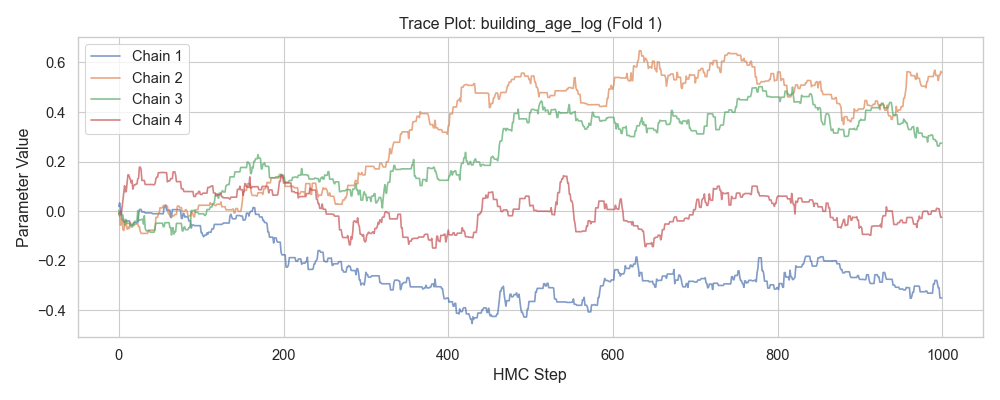 Trace Plot: building_age_log (Fold 1)
Chain 1
Chain 2
Chain 3
Chain 4
Parameter Value
0.6
0.4
0.2
0.0
−0.2
−0.4
0
200
400
600
800
1000
HMC Step